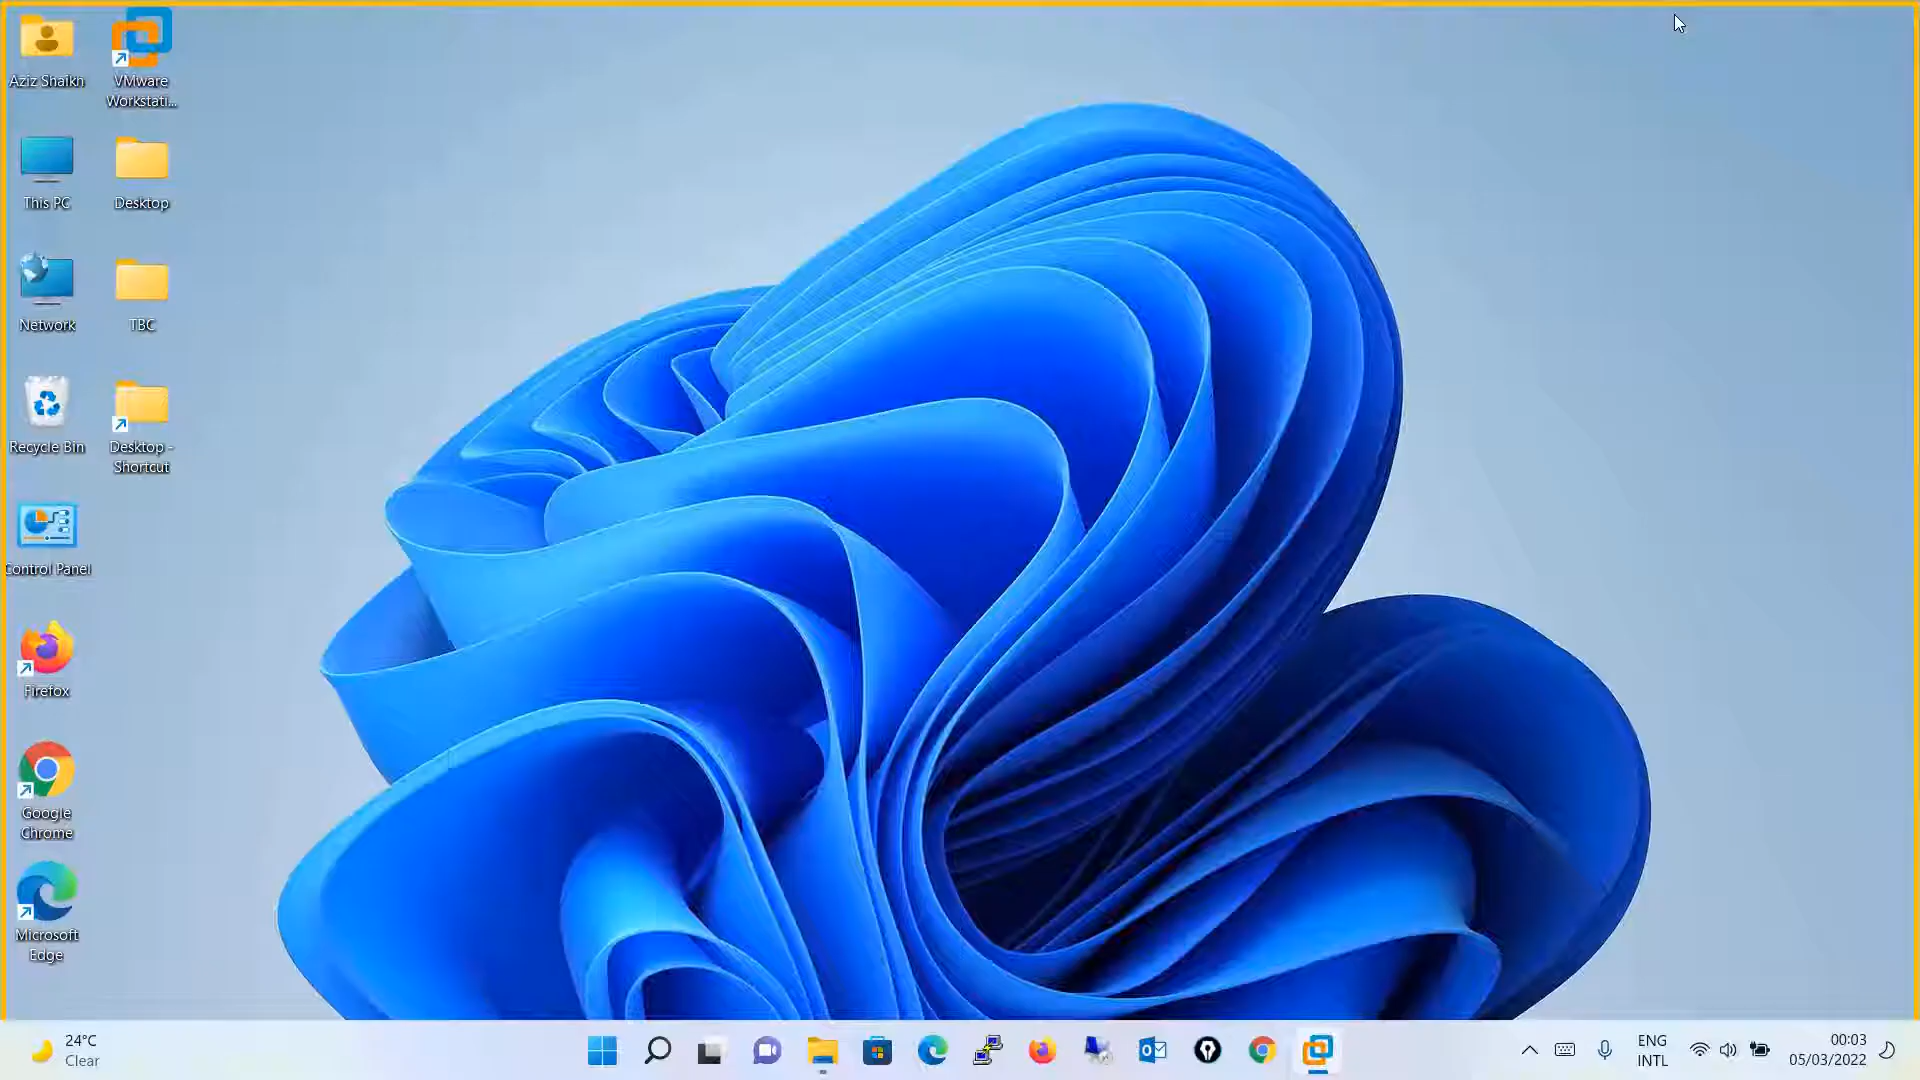 Aziz Shaikh
VMware
Workstati...
This PC
Desktop
Network
TBC
Recycle Bin
Desktop -
Shortcut
Control Panel
Firefox
Google
Chrome
Microsoft
Edge
24°C
Clear
ENG
INTL
00:03
05/03/2022